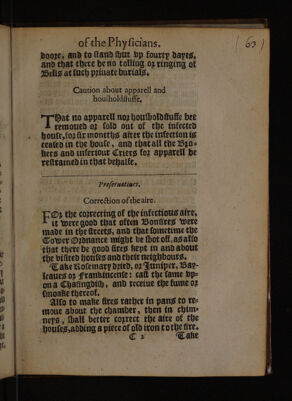 of the Physicians.
63
doore, and to stand shut vp fourty dayes,
and that there be no tolling or ringing of
Bells at such priuate burials.
Caution about apparell and
housholdstuffe.
That no apparell nor housholdstuffe bee
remoued or sold out of the infected
house, for six moneths after the infection is
ceased in the house, and that all the Bro-
kers and inferiour Criers for apparell be
restrained in that behalfe.
Preseruatiues.
Correction of the aire.
FOr the correcting of the infectious aire,
it were good that often Bonfires were
made in the streets, and that sometime the
Tower Ordnance might be shot off, as also
that there be good fires kept in and about
the visited houses and their neighbours.
Take Rosemary dried, or Juniper, Bay-
leaues or Frankincense: cast the same vp-
on a Chafingdish, and receiue the fume or
smoake thereof.
Also to make fires rather in pans to re-
moue about the chamber, then in chim-
neys, shall better correct the aire of the
houses, adding a piece of old iron to the fire.
C 2 Take